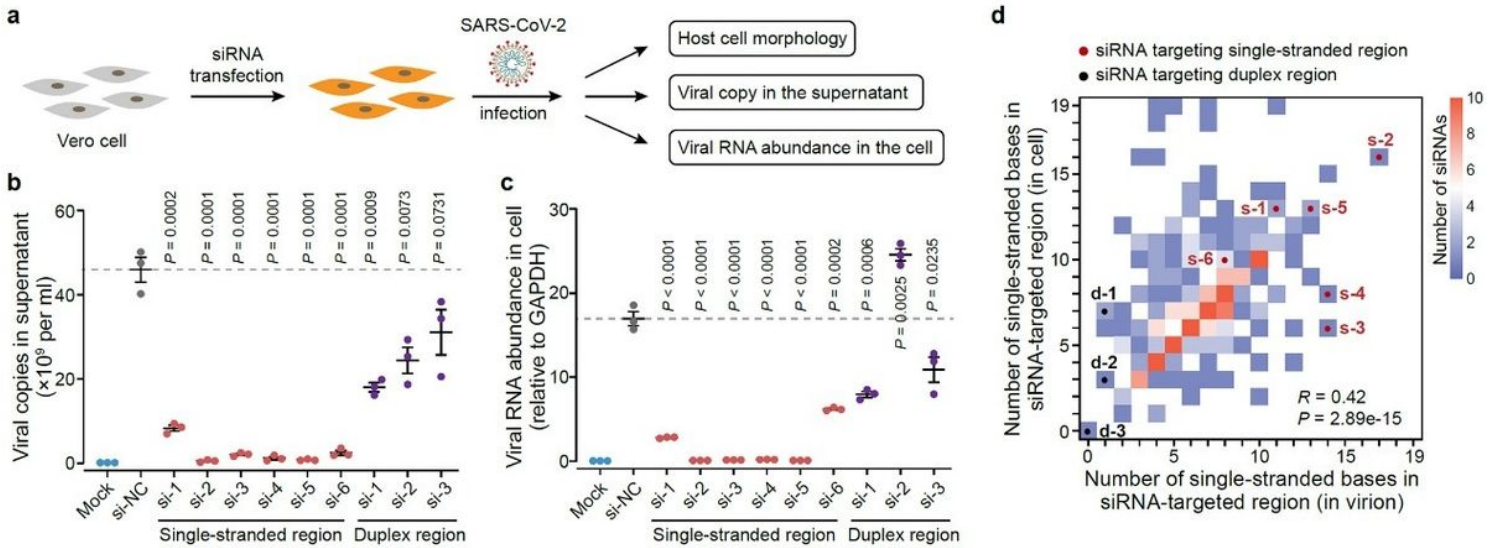 a
siRNA
transfection
SARS-CoV-2
infection
Vero cell
Host cell morphology
Viral copy in the supernatant
Viral RNA abundance in the cell
b
Viral copies in supernatant
(×10⁹ per ml)
60
40
20
0
P = 0.0002
P = 0.0001
P = 0.0001
P = 0.0001
P = 0.0001
P = 0.0001
P = 0.0009
P = 0.0073
P = 0.0731
Mock
si-NC
si-1
si-2
si-3
si-4
si-5
si-6
si-1
si-2
si-3
Single-stranded region
Duplex region
c
Viral RNA abundance in cell
(relative to GAPDH)
30
20
10
0
P < 0.0001
P < 0.0001
P < 0.0001
P < 0.0001
P < 0.0001
P = 0.0002
P = 0.0006
P = 0.0025
P = 0.0235
Mock
si-NC
si-1
si-2
si-3
si-4
si-5
si-6
si-1
si-2
si-3
Single-stranded region
Duplex region
d
siRNA targeting single-stranded region
siRNA targeting duplex region
Number of single-stranded bases in
siRNA-targeted region (in cell)
19
15
10
5
0
s-2
s-1
s-5
s-6
d-1
s-4
s-3
d-2
d-3
R = 0.42
P = 2.89e-15
0
5
10
15
19
Number of single-stranded bases in
siRNA-targeted region (in virion)
Number of siRNAs
10
8
6
4
2
0